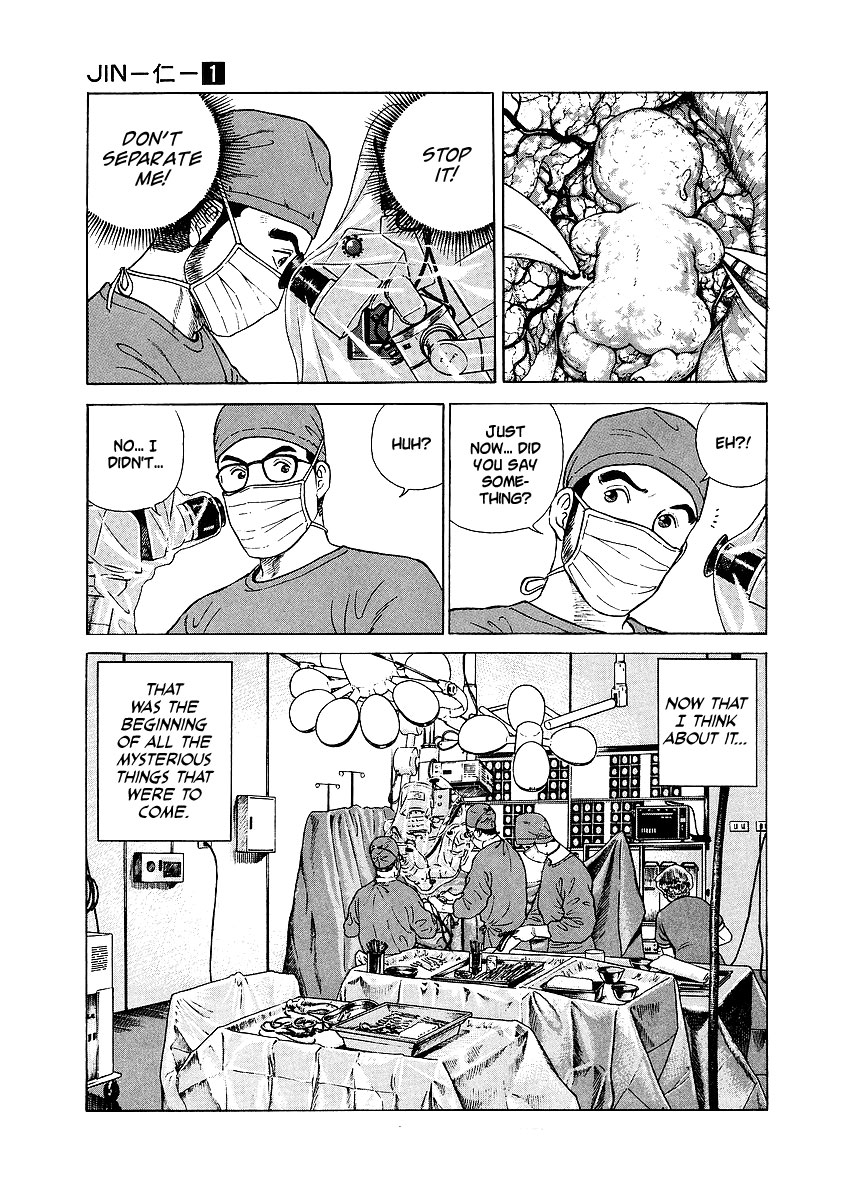 JIN－仁－1
STOP
IT!
DON'T
SEPARATE
ME!
EH?!
JUST
NOW... DID
YOU SAY
SOME-
THING?
HUH?
NO... I
DIDN'T...
NOW THAT
I THINK
ABOUT IT...
THAT
WAS THE
BEGINNING
OF ALL THE
MYSTERIOUS
THINGS THAT
WERE TO
COME.